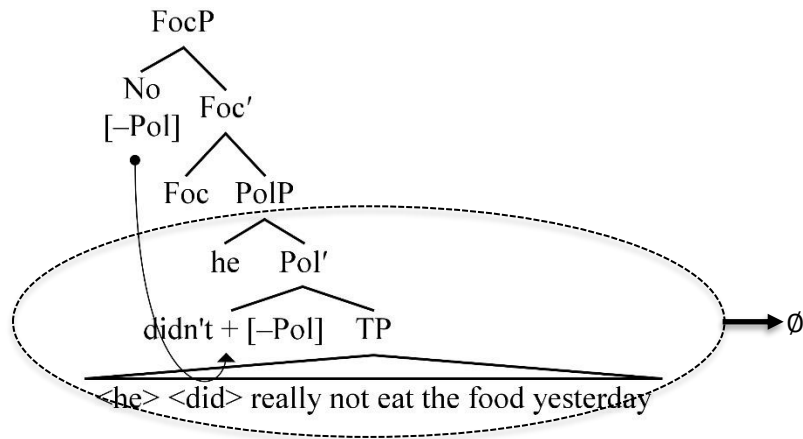 FocP
No
[–Pol]
Foc′
Foc PolP
he Pol′
didn't + [–Pol] TP
∅
<he> <did> really not eat the food yesterday